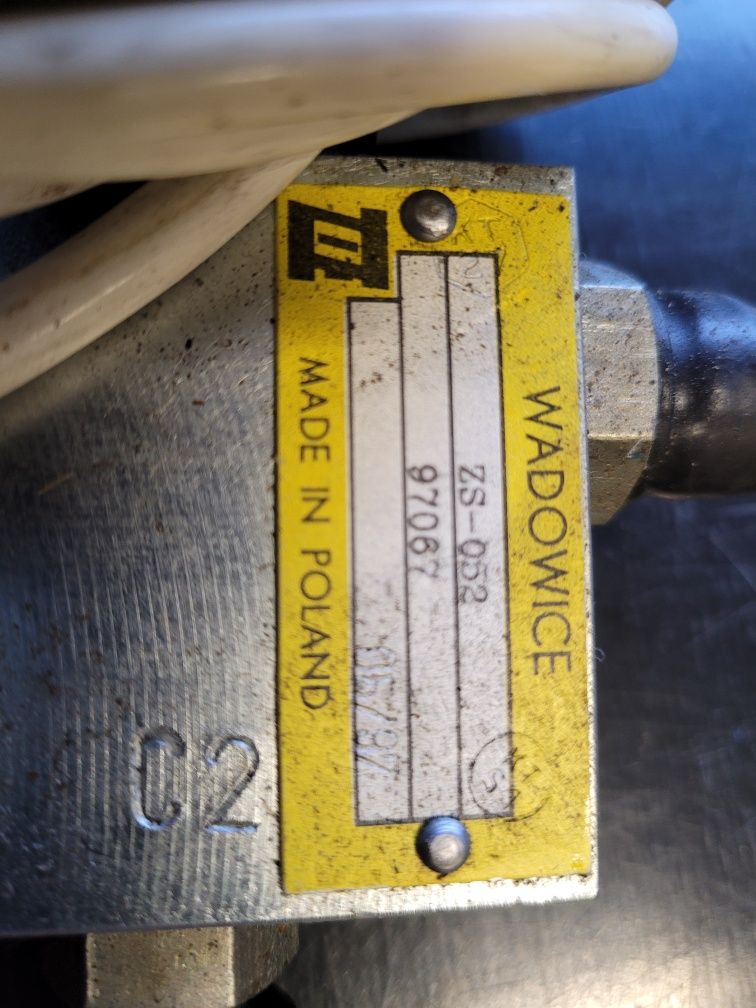 WADOWICE
ZS-052
97067
05/97
MADE IN POLAND
C2